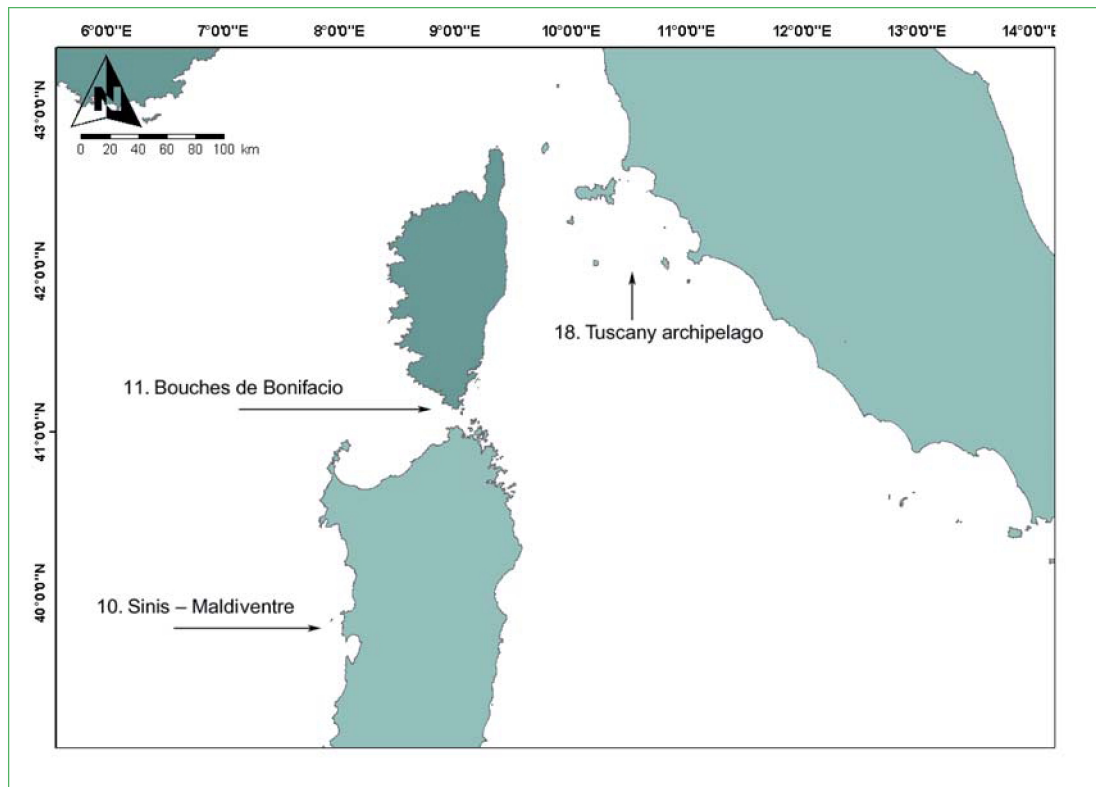 6°0'0"E 7°0'0"E 8°0'0"E 9°0'0"E 10°0'0"E 11°0'0"E 12°0'0"E 13°0'0"E 14°0'0"E
N
43°0'0"N
0 20 40 60 80 100 km
42°0'0"N
18. Tuscany archipelago
11. Bouches de Bonifacio
41°0'0"N
40°0'0"N
10. Sinis – Maldiventre